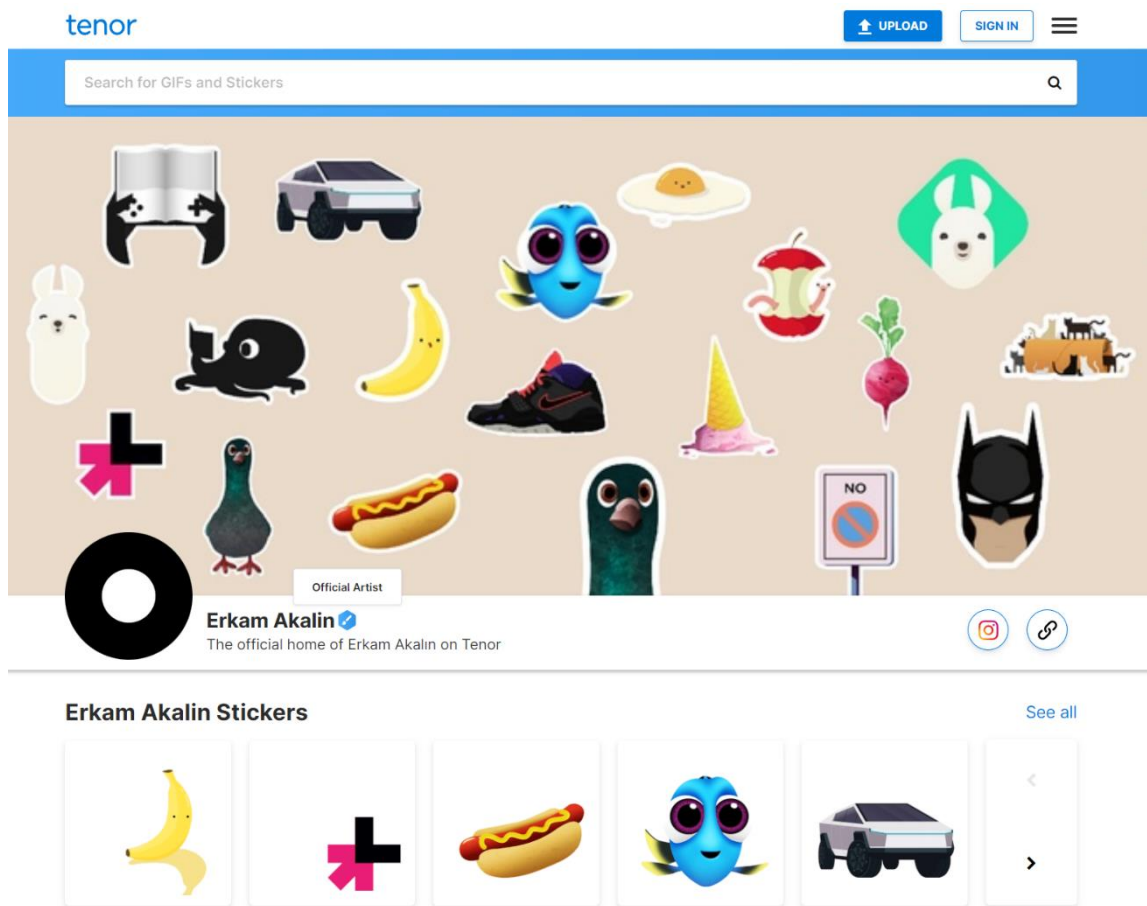 tenor
UPLOAD
SIGN IN
Search for GIFs and Stickers
NO
Official Artist
Erkam Akalin
The official home of Erkam Akalın on Tenor
Erkam Akalin Stickers
See all